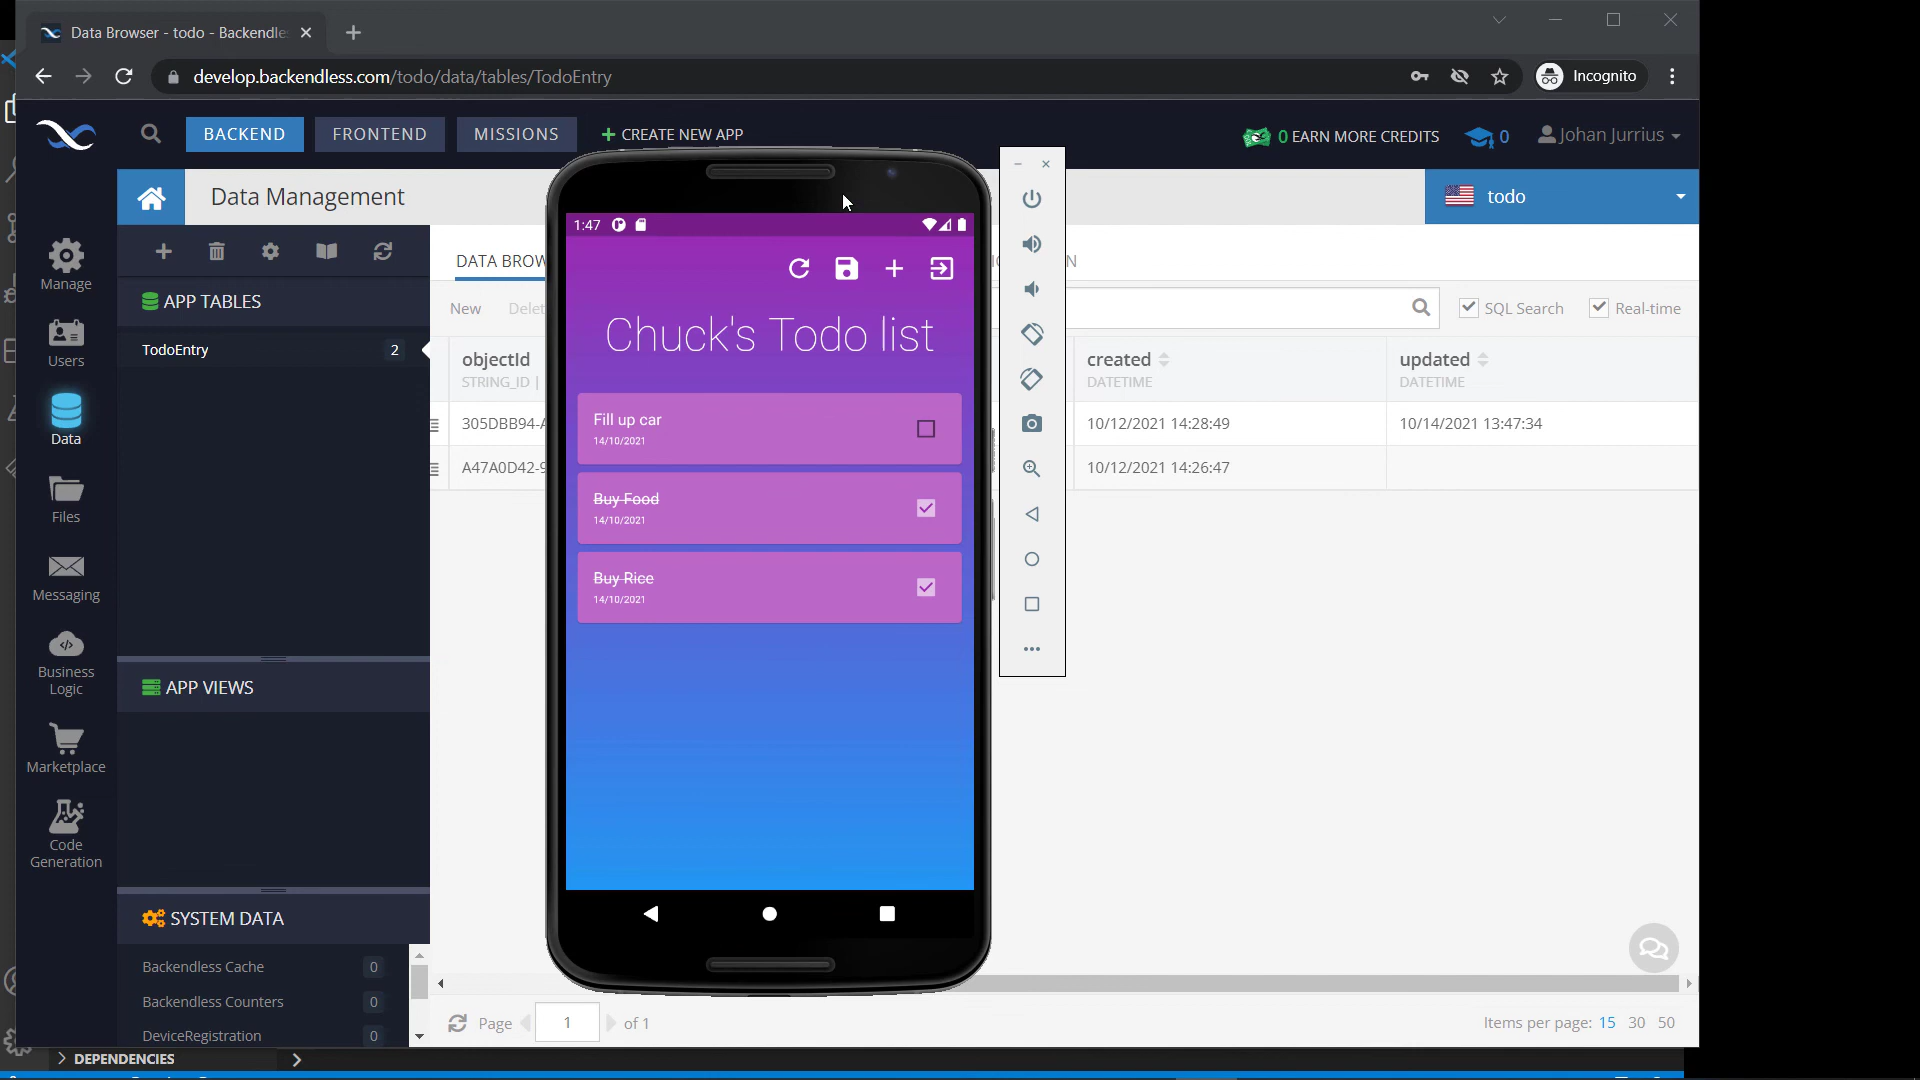 Data Browser - todo - Backendle
develop.backendless.com/todo/data/tables/TodoEntry
Incognito
BACKEND
FRONTEND
MISSIONS
+ CREATE NEW APP
0 EARN MORE CREDITS
0
Johan Jurrius
Data Management
todo
Manage
Users
Data
Files
Messaging
Business
Logic
Marketplace
Code
Generation
APP TABLES
TodoEntry 2
APP VIEWS
SYSTEM DATA
Backendless Cache 0
Backendless Counters 0
DeviceRegistration 0
DATA BROW
N
New
Delet
SQL Search
Real-time
objectId
STRING_ID |
created
DATETIME
updated
DATETIME
305DBB94-A
10/12/2021 14:28:49
10/14/2021 13:47:34
A47A0D42-9
10/12/2021 14:26:47
1:47
Chuck's Todo list
Fill up car
14/10/2021
Buy Food
14/10/2021
Buy Rice
14/10/2021
Page 1 of 1
Items per page: 15 30 50
DEPENDENCIES